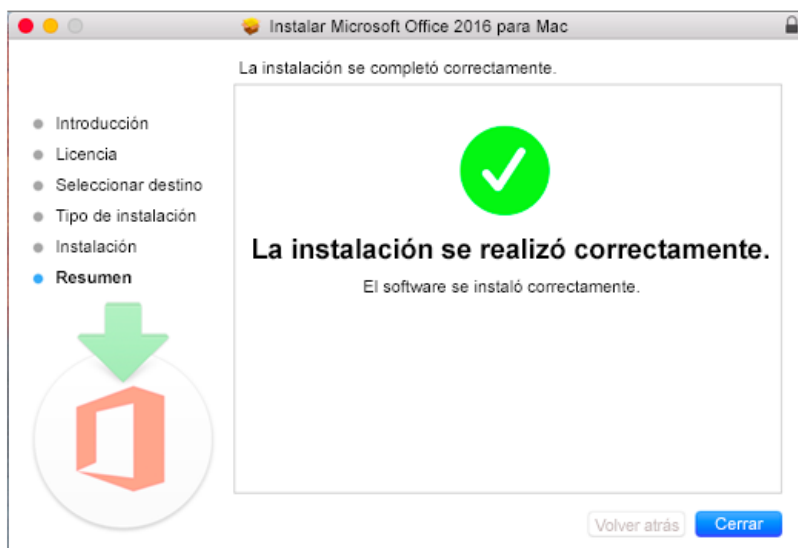 Instalar Microsoft Office 2016 para Mac
La instalación se completó correctamente.
Introducción
Licencia
Seleccionar destino
Tipo de instalación
Instalación
Resumen
La instalación se realizó correctamente.
El software se instaló correctamente.
Volver atrás
Cerrar